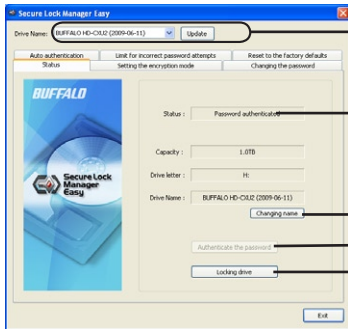 Secure Lock Manager Easy
Drive Name: BUFFALO HD-CXU2 (2009-06-11) Update
Auto authentication Limit for incorrect password attempts Reset to the factory defaults
Status Setting the encryption mode Changing the password
BUFFALO
Status : Password authenticated
Capacity : 1.0TB
Secure Lock
Manager
Easy
Drive letter : H:
Drive Name : BUFFALO HD-CXU2 (2009-06-11)
Changing name
Authenticate the password
Locking drive
Exit